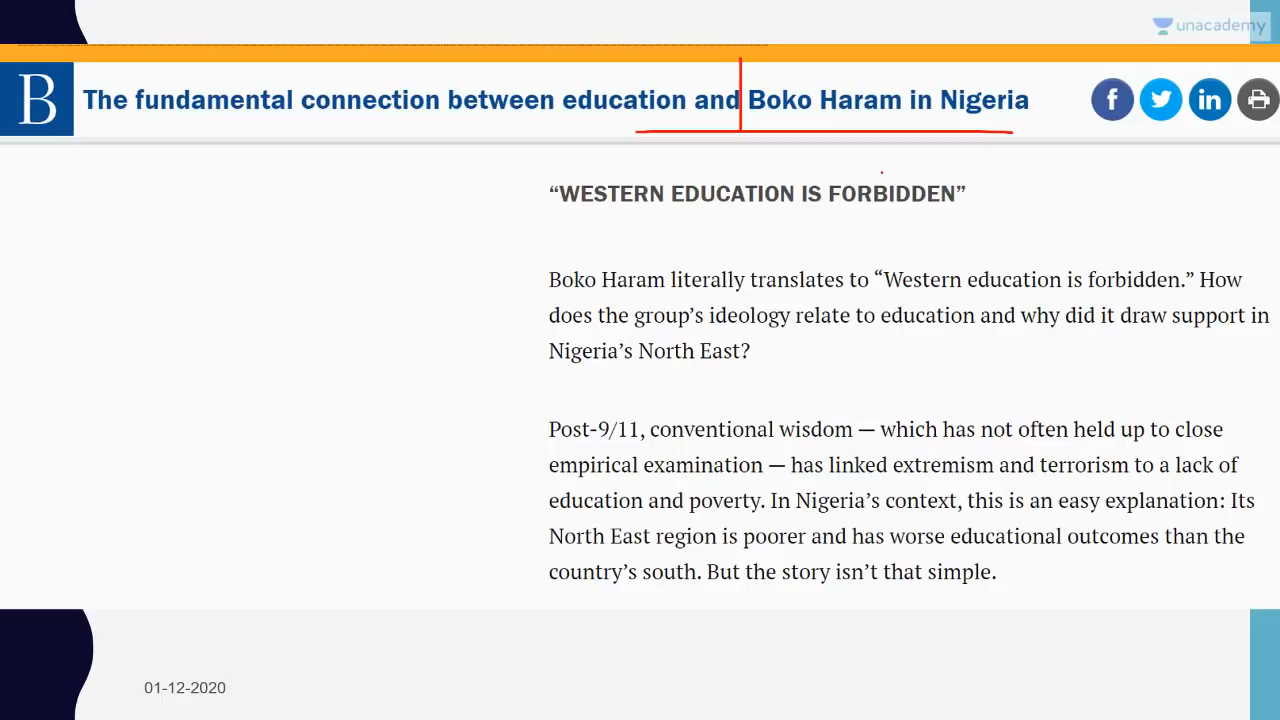 unacademy
B The fundamental connection between education and Boko Haram in Nigeria
f in
“WESTERN EDUCATION IS FORBIDDEN”
Boko Haram literally translates to “Western education is forbidden.” How
does the group’s ideology relate to education and why did it draw support in
Nigeria’s North East?
Post-9/11, conventional wisdom — which has not often held up to close
empirical examination — has linked extremism and terrorism to a lack of
education and poverty. In Nigeria’s context, this is an easy explanation: Its
North East region is poorer and has worse educational outcomes than the
country’s south. But the story isn’t that simple.
01-12-2020